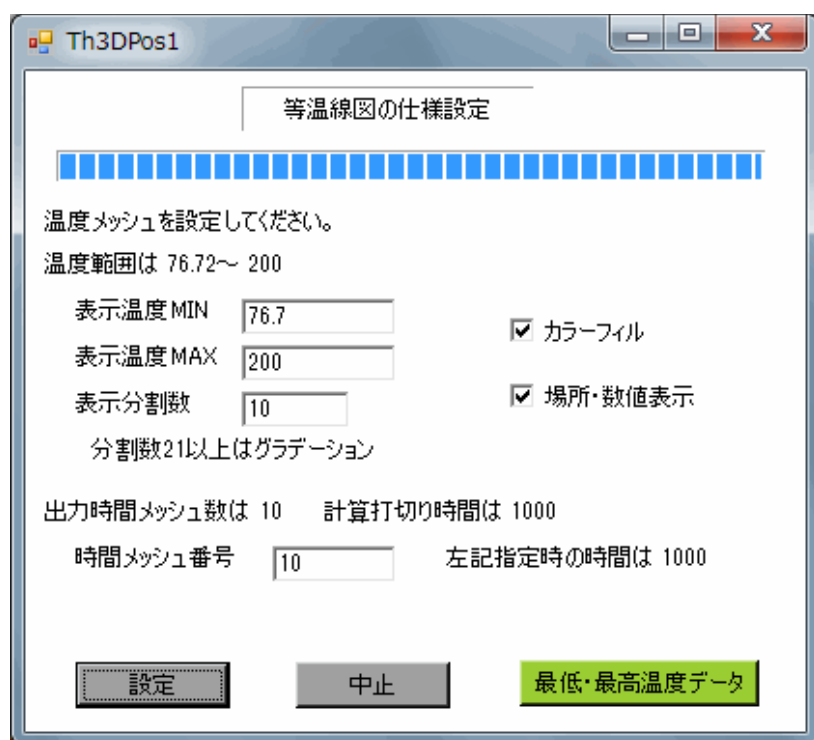 Th3DPos1
等温線図の仕様設定
温度メッシュを設定してください。
温度範囲は 76.72～ 200
表示温度MIN 76.7
カラーフィル
表示温度MAX 200
表示分割数 10
場所・数値表示
分割数21以上はグラデーション
出力時間メッシュ数は 10 計算打切り時間は 1000
時間メッシュ番号 10 左記指定時の時間は 1000
設定 中止 最低・最高温度データ